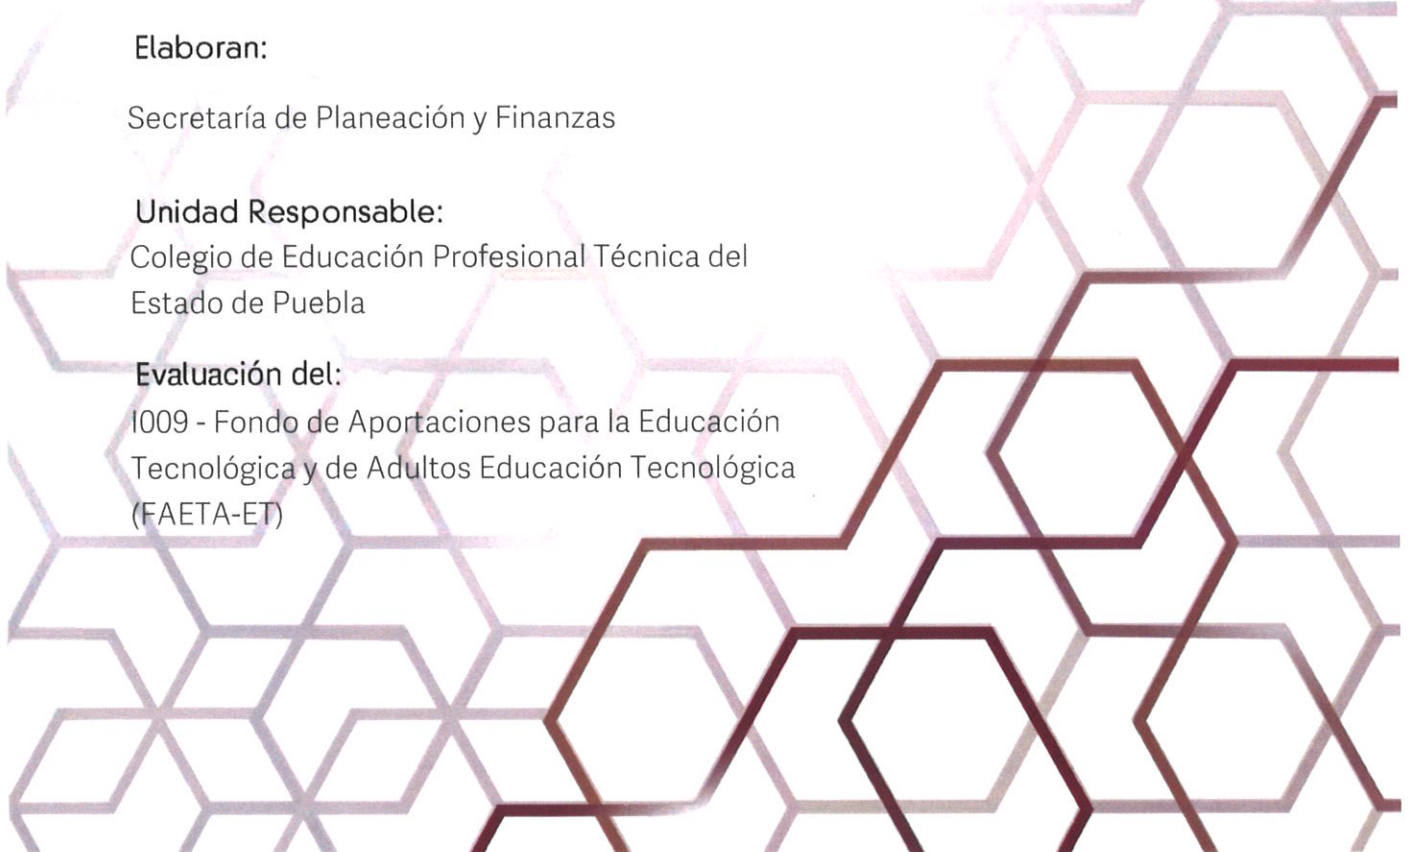 Elaboran:
Secretaría de Planeación y Finanzas
Unidad Responsable:
Colegio de Educación Profesional Técnica del
Estado de Puebla
Evaluación del:
I009 - Fondo de Aportaciones para la Educación
Tecnológica y de Adultos Educación Tecnológica
(FAETA-ET)